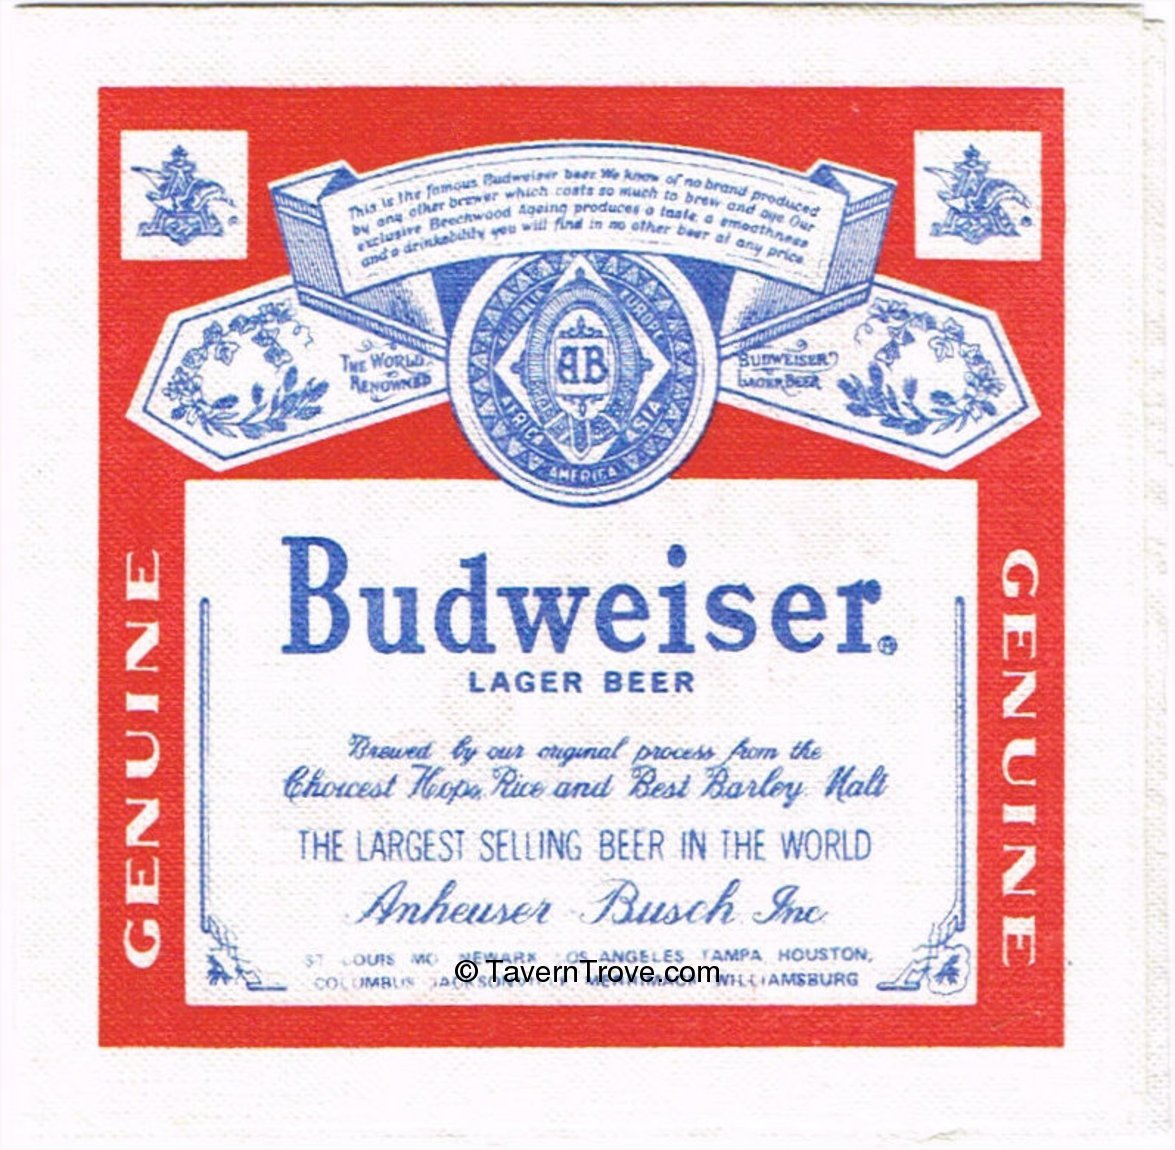 This is the famous Budweiser beer. We know of no brand produced
by any other brewer which costs so much to brew and age. Our
exclusive Beechwood Ageing produces a taste, a smoothness
and a drinkability you will find in no other beer at any price.
THE WORLD
RENOWNED
BUDWEISER
LAGER BEER
EUROPE
AB
AFRICA
ASIA
AMERICA
GENUINE
GENUINE
Budweiser®
LAGER BEER
Brewed by our original process from the
Choicest Hops, Rice and Best Barley Malt
THE LARGEST SELLING BEER IN THE WORLD
Anheuser-Busch, Inc.
ST LOUIS MO NEWARK LOS ANGELES TAMPA HOUSTON,
COLUMBUS JACKSONVILLE MERRIMACK WILLIAMSBURG
© TavernTrove.com